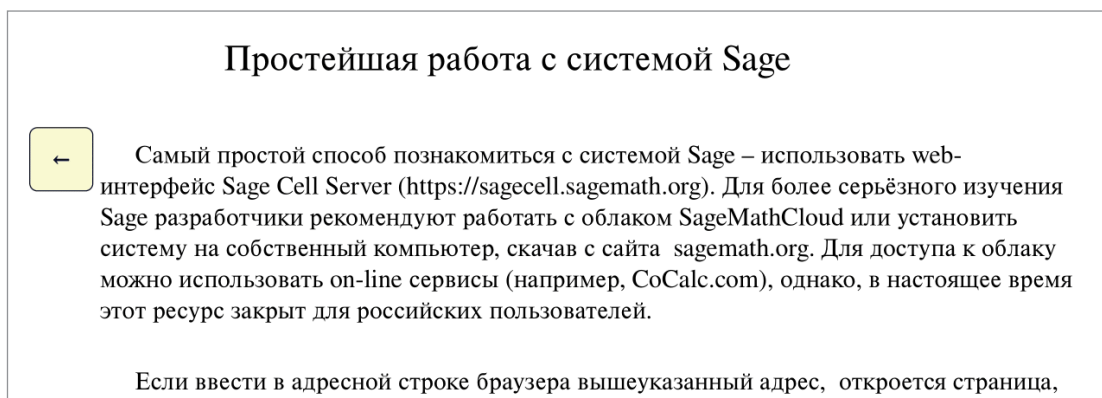 Простейшая работа с системой Sage
←
Самый простой способ познакомиться с системой Sage – использовать web-
интерфейс Sage Cell Server (https://sagecell.sagemath.org). Для более серьёзного изучения
Sage разработчики рекомендуют работать с облаком SageMathCloud или установить
систему на собственный компьютер, скачав с сайта  sagemath.org. Для доступа к облаку
можно использовать on-line сервисы (например, CoCalc.com), однако, в настоящее время
этот ресурс закрыт для российских пользователей.
Если ввести в адресной строке браузера вышеуказанный адрес,  откроется страница,